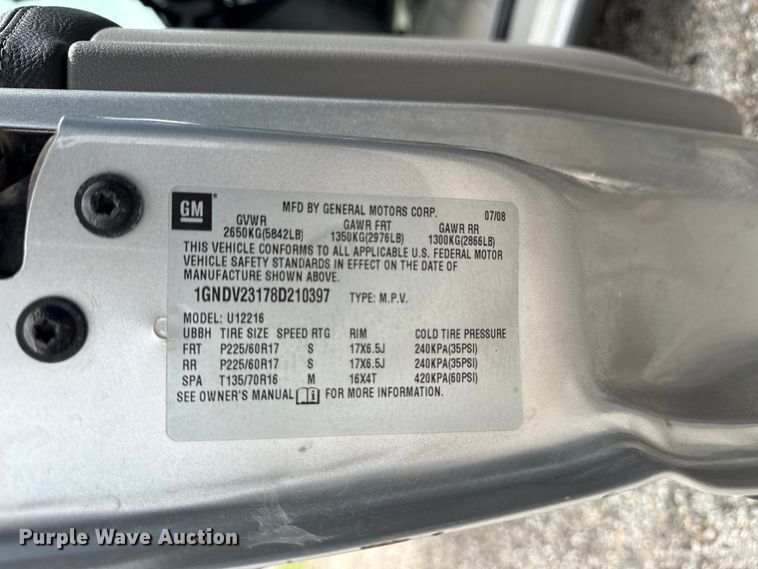 GM
MFD BY GENERAL MOTORS CORP. 07/08
GVWR GAWR FRT GAWR RR
2650KG(5842LB) 1350KG(2976LB) 1300KG(2866LB)
THIS VEHICLE CONFORMS TO ALL APPLICABLE U.S. FEDERAL MOTOR
VEHICLE SAFETY STANDARDS IN EFFECT ON THE DATE OF
MANUFACTURE SHOWN ABOVE.
1GNDV23178D210397 TYPE: M.P.V.
MODEL: U12216
UBBH TIRE SIZE SPEED RTG RIM COLD TIRE PRESSURE
FRT P225/60R17 S 17X6.5J 240KPA(35PSI)
RR P225/60R17 S 17X6.5J 240KPA(35PSI)
SPA T135/70R16 M 16X4T 420KPA(60PSI)
SEE OWNER'S MANUAL FOR MORE INFORMATION.
Purple Wave Auction